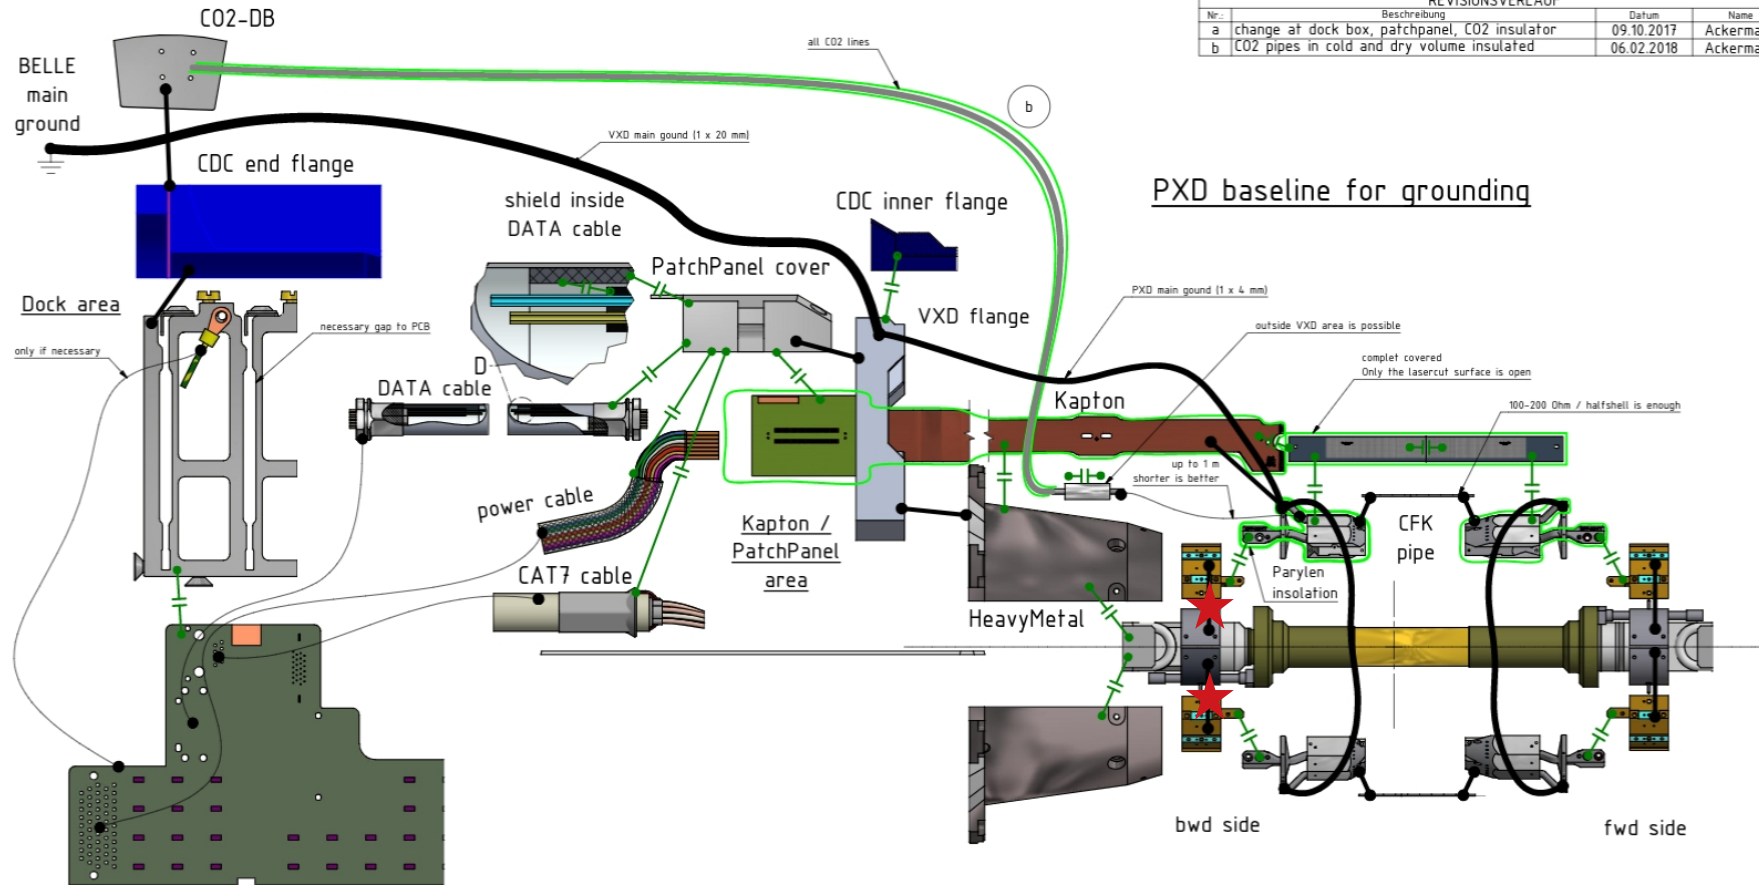 REVISIONSVERLAUF
Nr.: Beschreibung Datum Name
a change at dock box, patchpanel, CO2 insulator 09.10.2017
b CO2 pipes in cold and dry volume insulated 06.02.2018
CO2-DB
all CO2 lines
BELLE
main
ground
b
VXD main gound (1 x 20 mm)
CDC end flange
PXD baseline for grounding
shield inside
DATA cable
CDC inner flange
PatchPanel cover
PXD main gound (1 x 4 mm)
Dock area
VXD flange
necessary gap to PCB
outside VXD area is possible
only if necessary
complet covered
Only the lasercut surface is open
D
DATA cable
Kapton
100-200 Ohm / halfshell is enough
up to 1 m
shorter is better
power cable
Kapton /
PatchPanel
area
CFK
pipe
CAT7 cable
Parylen
insolation
HeavyMetal
bwd side
fwd side